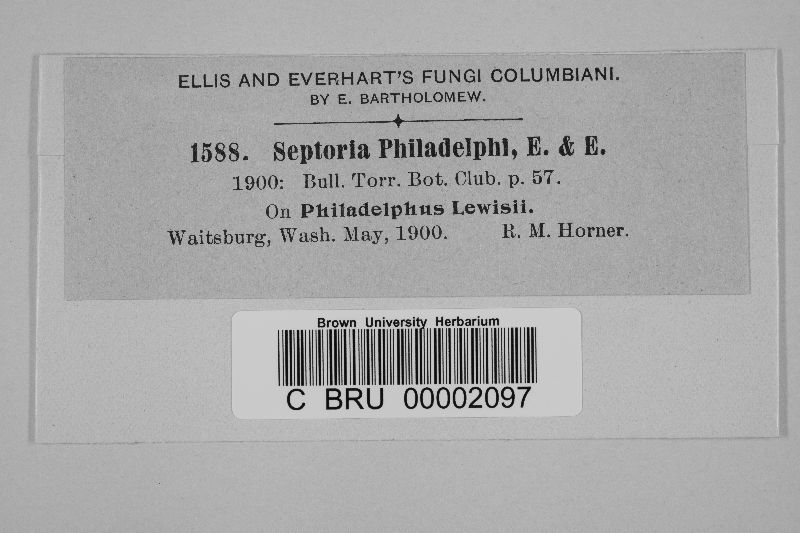 ELLIS AND EVERHART'S FUNGI COLUMBIANI.
BY E. BARTHOLOMEW.
1588. Septoria Philadelphi, E. & E.
1900: Bull. Torr. Bot. Club. p. 57.
On Philadelphus Lewisii.
Waitsburg, Wash. May, 1900. R. M. Horner.
Brown University Herbarium
C BRU 00002097